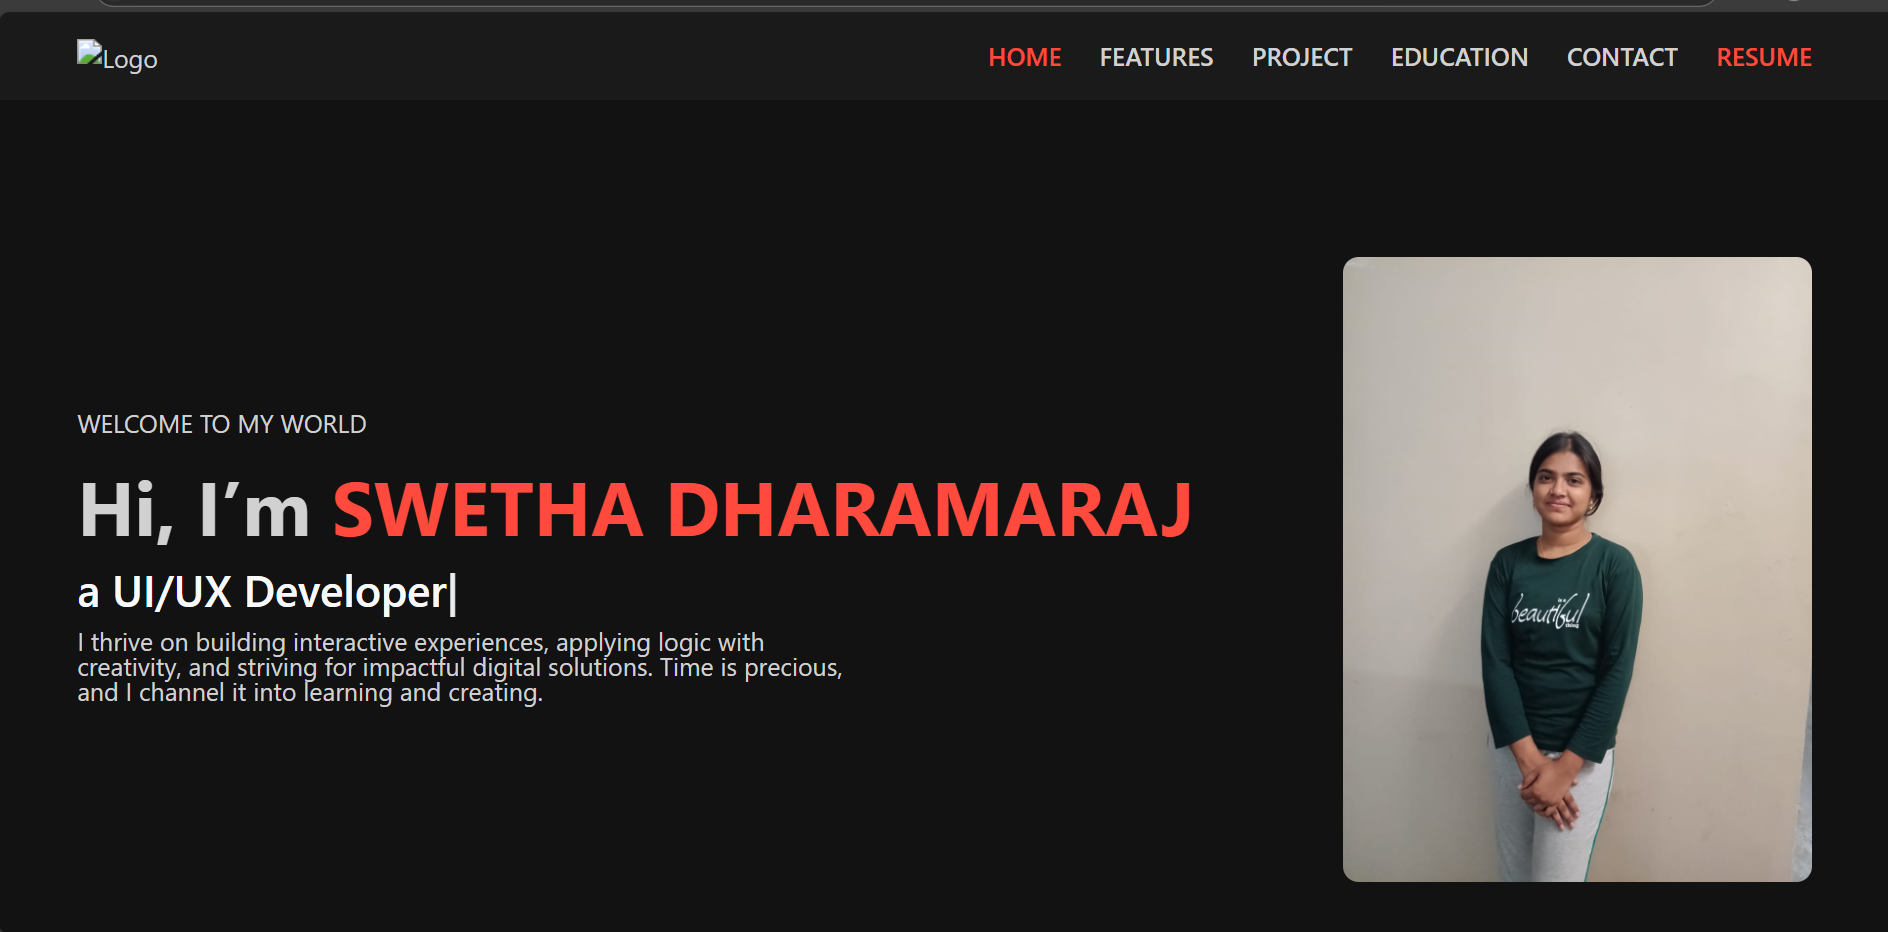 Logo
HOME FEATURES PROJECT EDUCATION CONTACT RESUME
WELCOME TO MY WORLD
Hi, I’m SWETHA DHARAMARAJ
a UI/UX Developer|
I thrive on building interactive experiences, applying logic with
creativity, and striving for impactful digital solutions. Time is precious,
and I channel it into learning and creating.
is a
beautiful
thing